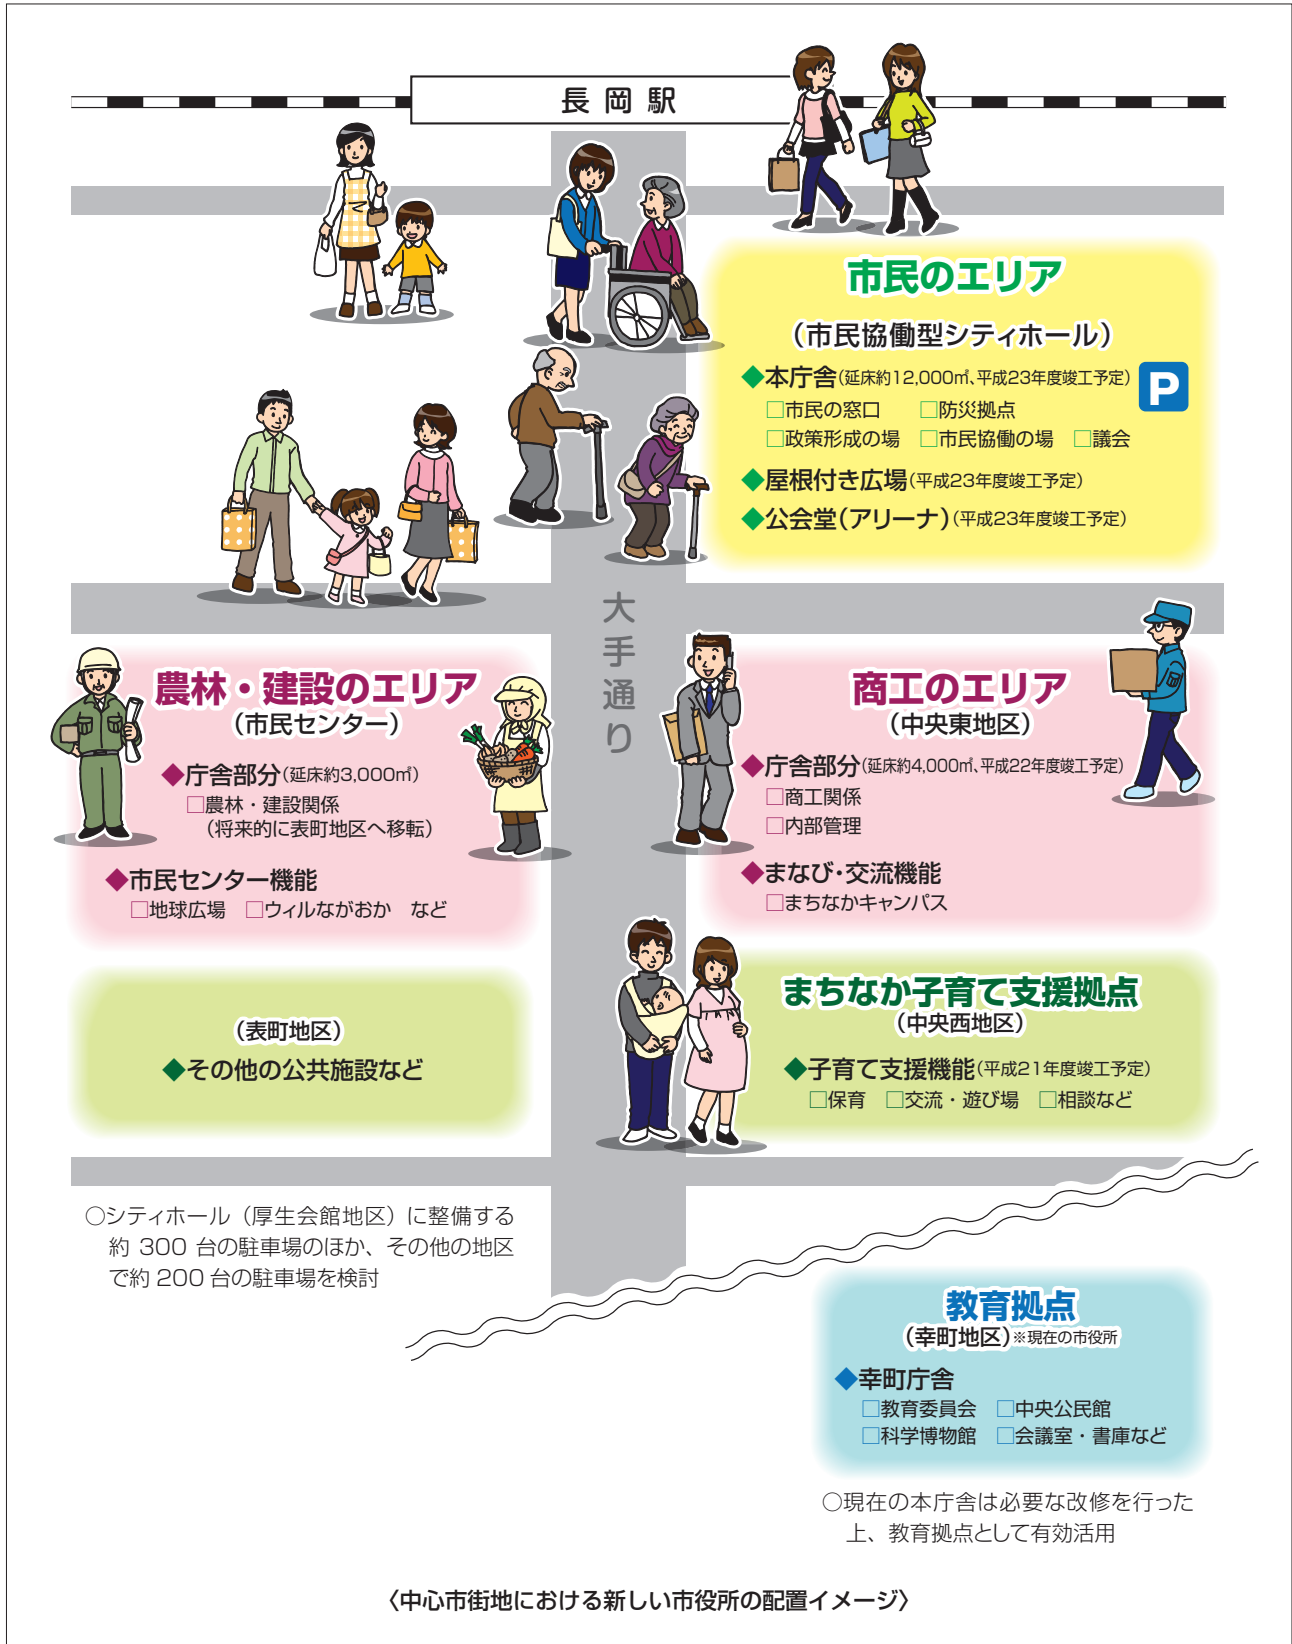 長岡駅
市民のエリア
（市民協働型シティホール）
◆本庁舎（延床約12,000㎡、平成23年度竣工予定）
P
□市民の窓口　□防災拠点
□政策形成の場　□市民協働の場　□議会
◆屋根付き広場（平成23年度竣工予定）
◆公会堂（アリーナ）（平成23年度竣工予定）
大手通り
農林・建設のエリア
（市民センター）
◆庁舎部分（延床約3,000㎡）
□農林・建設関係
（将来的に表町地区へ移転）
◆市民センター機能
□地球広場　□ウィルながおか　など
商工のエリア
（中央東地区）
◆庁舎部分（延床約4,000㎡、平成22年度竣工予定）
□商工関係
□内部管理
◆まなび・交流機能
□まちなかキャンパス
（表町地区）
◆その他の公共施設など
まちなか子育て支援拠点
（中央西地区）
◆子育て支援機能（平成21年度竣工予定）
□保育　□交流・遊び場　□相談など
○シティホール（厚生会館地区）に整備する
約 300 台の駐車場のほか、その他の地区
で約 200 台の駐車場を検討
教育拠点
（幸町地区）※現在の市役所
◆幸町庁舎
□教育委員会　□中央公民館
□科学博物館　□会議室・書庫など
○現在の本庁舎は必要な改修を行った
上、教育拠点として有効活用
〈中心市街地における新しい市役所の配置イメージ〉